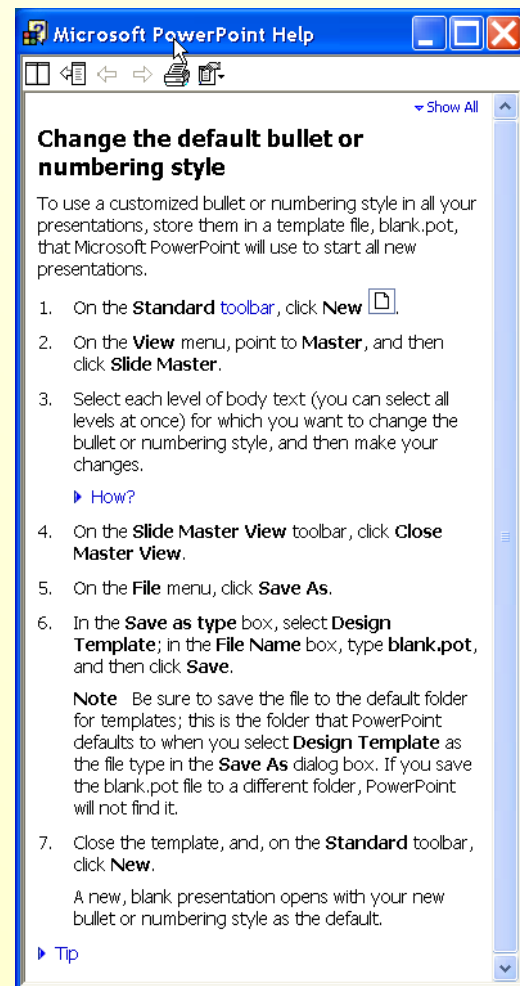 Microsoft PowerPoint Help
Show All
Change the default bullet or
numbering style
To use a customized bullet or numbering style in all your
presentations, store them in a template file, blank.pot,
that Microsoft PowerPoint will use to start all new
presentations.
1. On the Standard toolbar, click New .
2. On the View menu, point to Master, and then
click Slide Master.
3. Select each level of body text (you can select all
levels at once) for which you want to change the
bullet or numbering style, and then make your
changes.
How?
4. On the Slide Master View toolbar, click Close
Master View.
5. On the File menu, click Save As.
6. In the Save as type box, select Design
Template; in the File Name box, type blank.pot,
and then click Save.
Note Be sure to save the file to the default folder
for templates; this is the folder that PowerPoint
defaults to when you select Design Template as
the file type in the Save As dialog box. If you save
the blank.pot file to a different folder, PowerPoint
will not find it.
7. Close the template, and, on the Standard toolbar,
click New.
A new, blank presentation opens with your new
bullet or numbering style as the default.
Tip